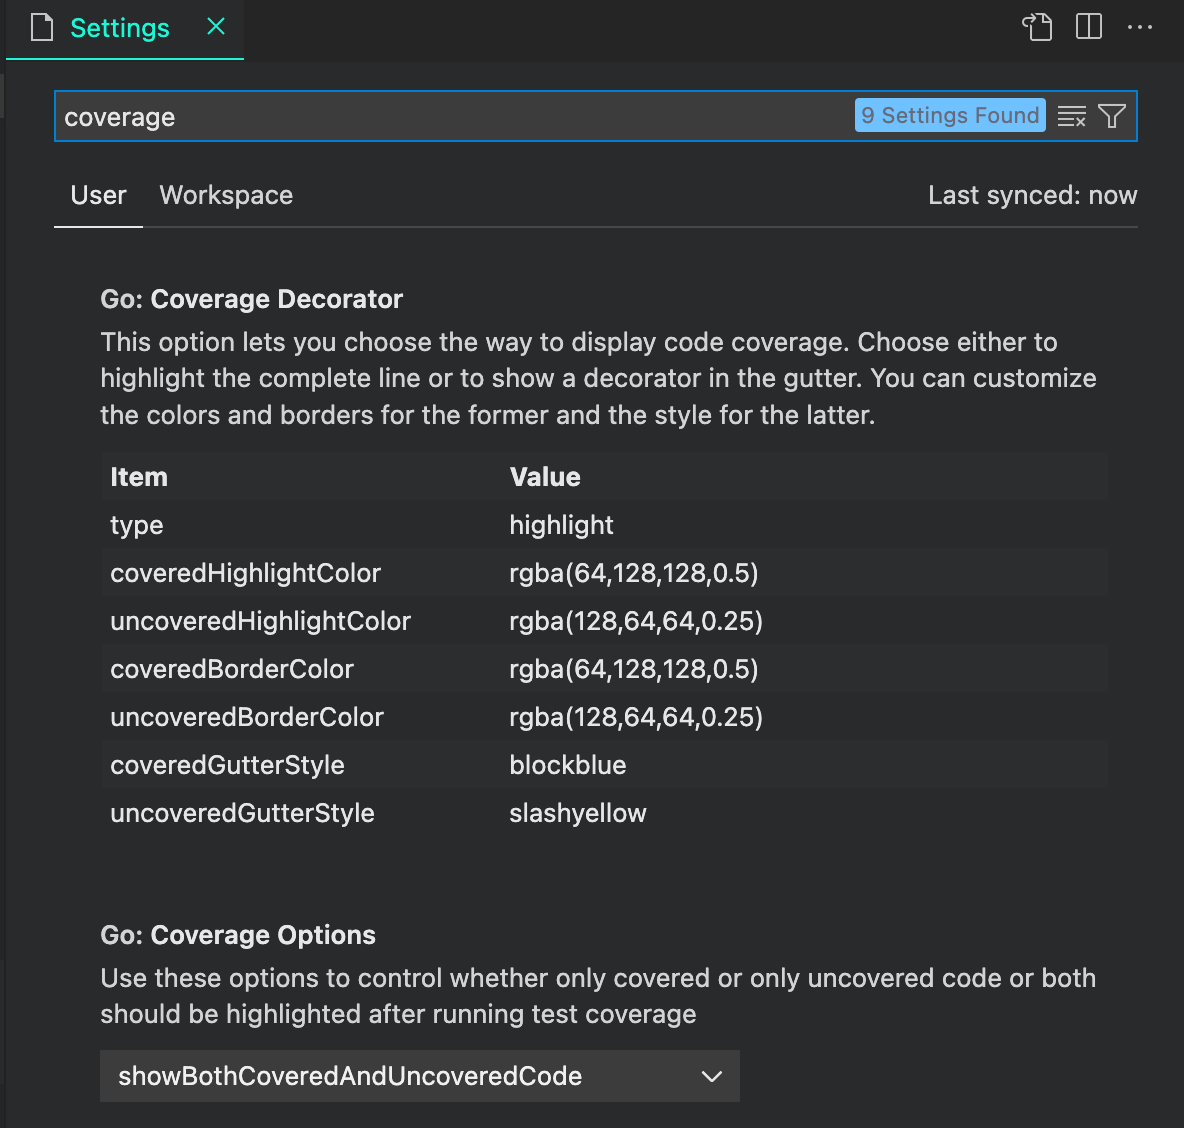 Settings
coverage
9 Settings Found
User Workspace Last synced: now
Go: Coverage Decorator
This option lets you choose the way to display code coverage. Choose either to
highlight the complete line or to show a decorator in the gutter. You can customize
the colors and borders for the former and the style for the latter.
Item Value
type highlight
coveredHighlightColor rgba(64,128,128,0.5)
uncoveredHighlightColor rgba(128,64,64,0.25)
coveredBorderColor rgba(64,128,128,0.5)
uncoveredBorderColor rgba(128,64,64,0.25)
coveredGutterStyle blockblue
uncoveredGutterStyle slashyellow
Go: Coverage Options
Use these options to control whether only covered or only uncovered code or both
should be highlighted after running test coverage
showBothCoveredAndUncoveredCode